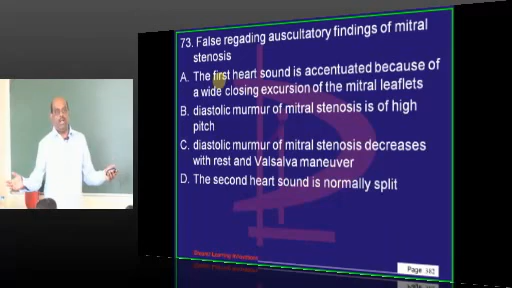 73. False regading auscultatory findings of mitral
stenosis
A. The first heart sound is accentuated because of
a wide closing excursion of the mitral leaflets
B. diastolic murmur of mitral stenosis is of high
pitch
C. diastolic murmur of mitral stenosis decreases
with rest and Valsalva maneuver
D. The second heart sound is normally split
Page